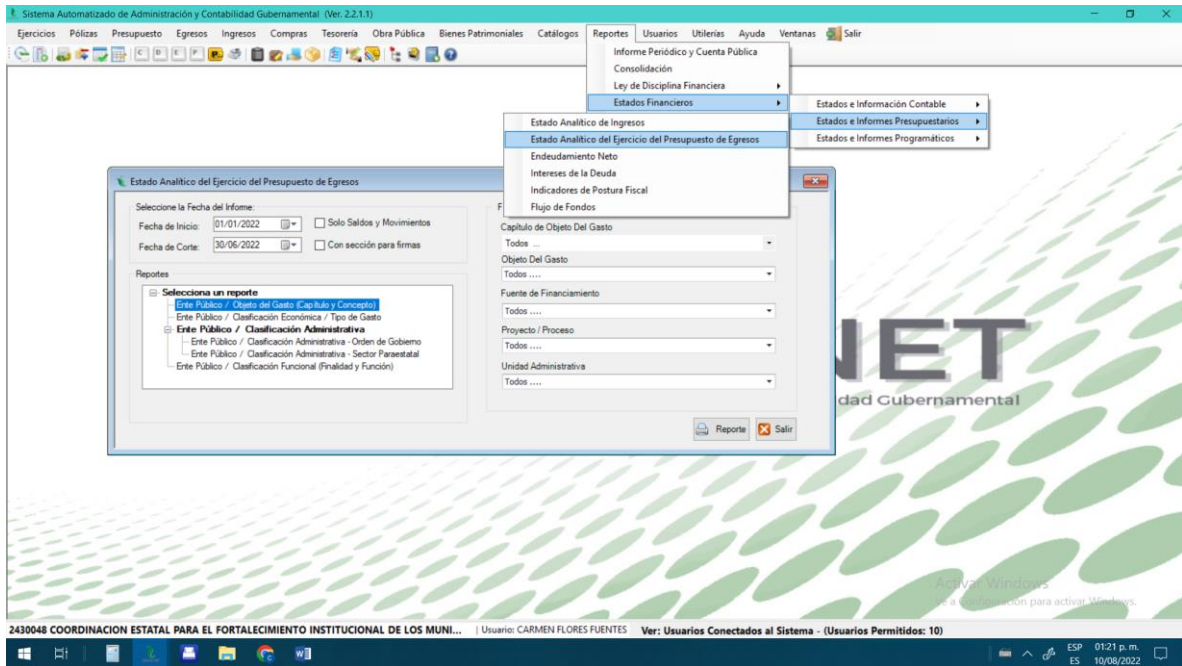 Sistema Automatizado de Administración y Contabilidad Gubernamental (Ver. 2.2.1.1)
Ejercicios Pólizas Presupuesto Egresos Ingresos Compras Tesorería Obra Pública Bienes Patrimoniales Catálogos Reportes Usuarios Utilerías Ayuda Ventanas Salir
Informe Periódico y Cuenta Pública
Consolidación
Ley de Disciplina Financiera
Estados Financieros
Estados e Información Contable
Estados e Informes Presupuestarios
Estados e Informes Programáticos
Estado Analítico de Ingresos
Estado Analítico del Ejercicio del Presupuesto de Egresos
Endeudamiento Neto
Intereses de la Deuda
Indicadores de Postura Fiscal
Flujo de Fondos
Estado Analítico del Ejercicio del Presupuesto de Egresos
Seleccione la Fecha del Informe:
Fecha de Inicio: 01/01/2022 Solo Saldos y Movimientos
Fecha de Corte: 30/06/2022 Con sección para firmas
Reportes
Selecciona un reporte
Ente Público / Objeto del Gasto (Capítulo y Concepto)
Ente Público / Clasificación Económica / Tipo de Gasto
Ente Público / Clasificación Administrativa
Ente Público / Clasificación Administrativa - Orden de Gobierno
Ente Público / Clasificación Administrativa - Sector Paraestatal
Ente Público / Clasificación Funcional (Finalidad y Función)
Capítulo de Objeto Del Gasto
Todos ...
Objeto Del Gasto
Todos ....
Fuente de Financiamiento
Todos ....
Proyecto / Proceso
Todos ....
Unidad Administrativa
Todos ....
Reporte Salir
NET
dad Gubernamental
Activar Windows
Ve a Configuración para activar Windows.
2430048 COORDINACION ESTATAL PARA EL FORTALECIMIENTO INSTITUCIONAL DE LOS MUNI... Usuario: CARMEN FLORES FUENTES Ver: Usuarios Conectados al Sistema - (Usuarios Permitidos: 10)
ESP 01:21 p. m.
ES 10/08/2022